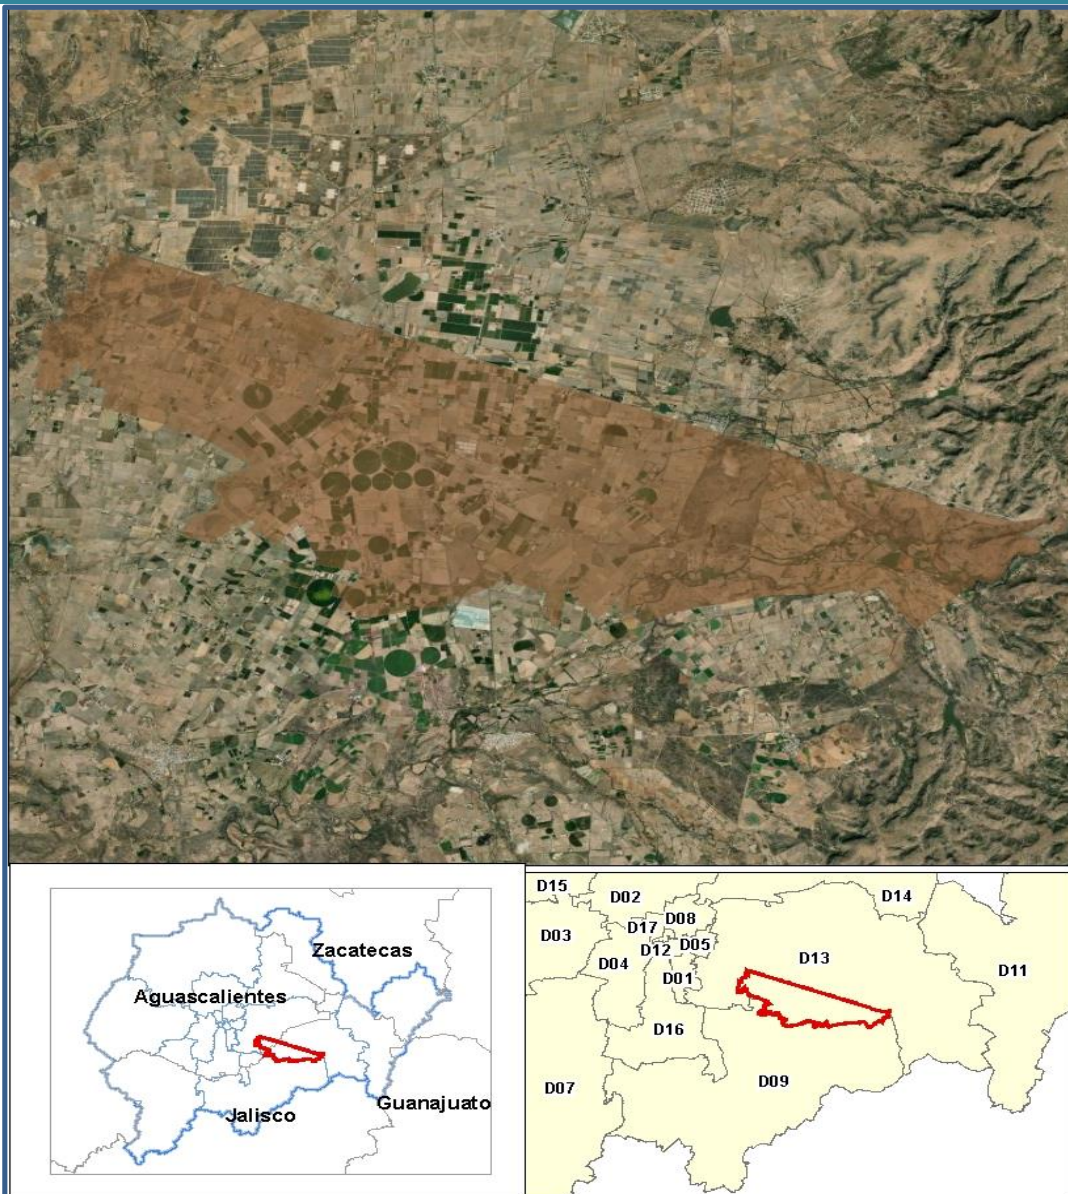 Zacatecas
Aguascalientes
Guanajuato
Jalisco
D15
D02
D14
D08
D17
D03
D05
D12
D13
D04
D11
D01
D16
D09
D07